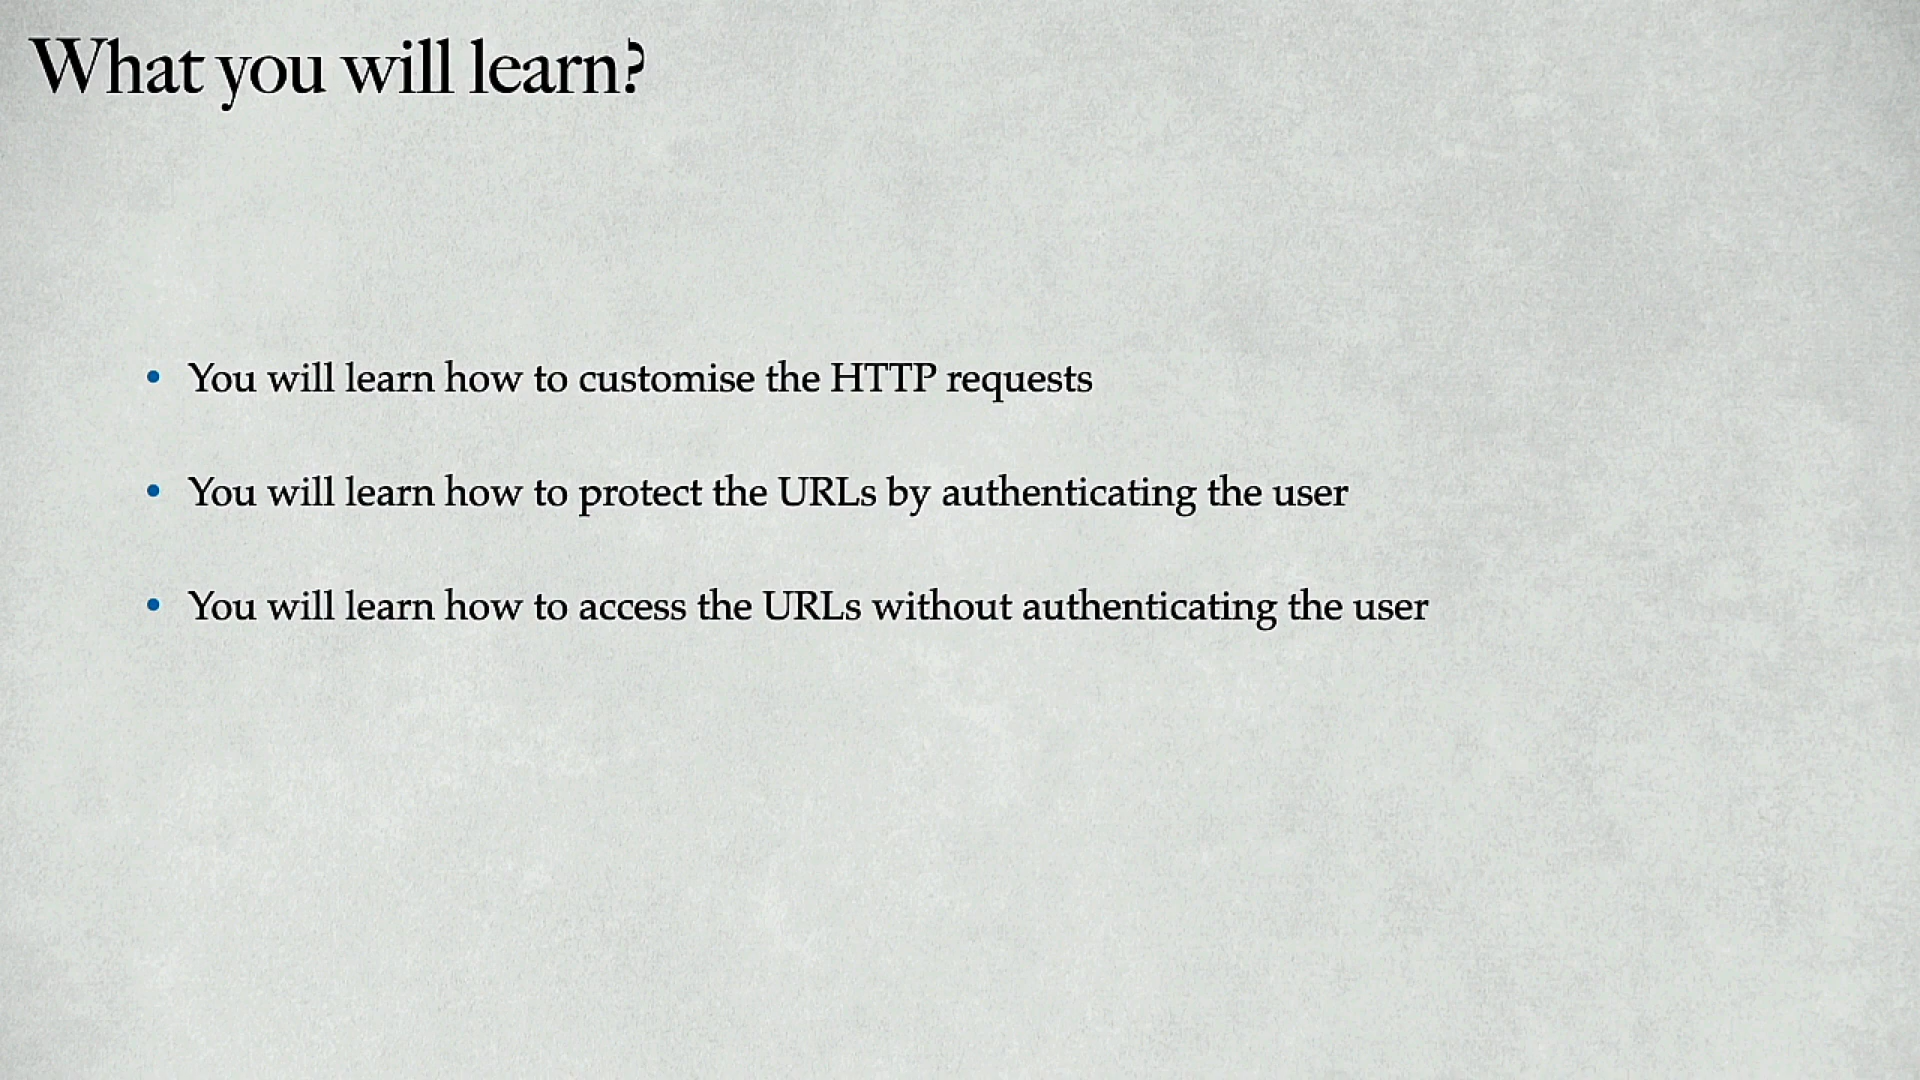 What you will learn?
• You will learn how to customise the HTTP requests
• You will learn how to protect the URLs by authenticating the user
• You will learn how to access the URLs without authenticating the user